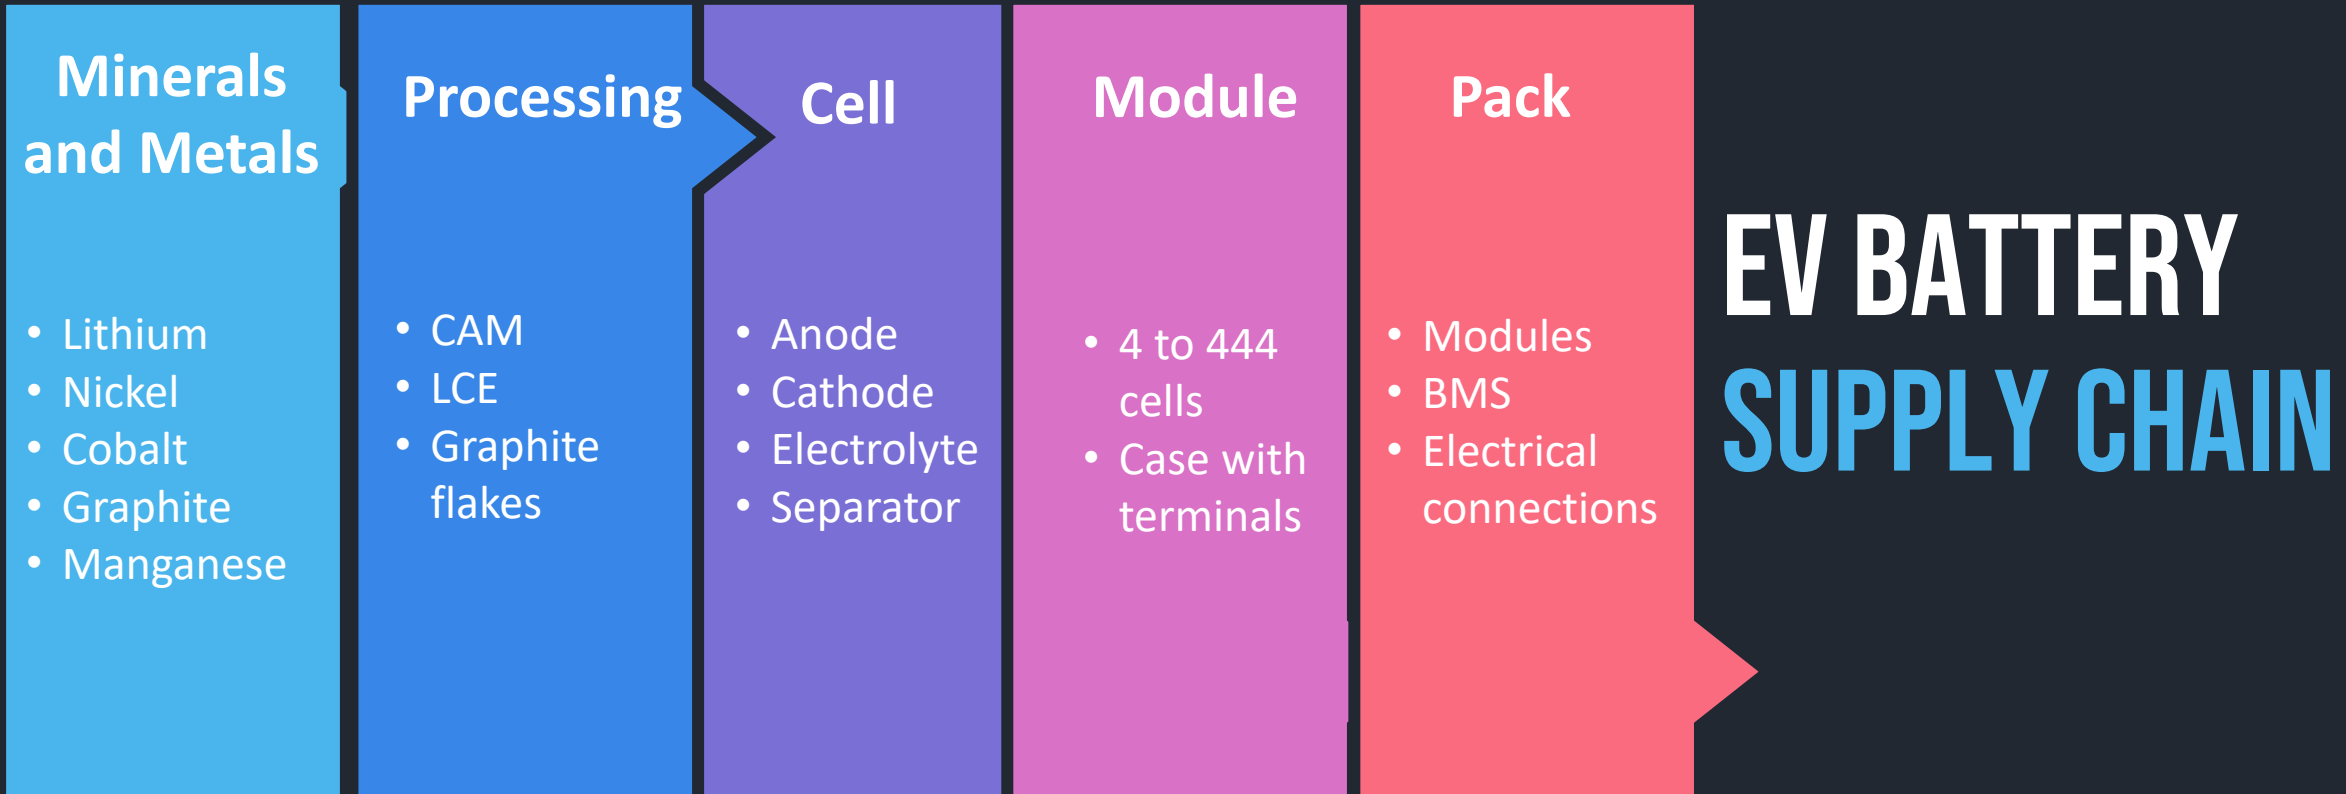 Minerals
and Metals
• Lithium
• Nickel
• Cobalt
• Graphite
• Manganese
Processing
• CAM
• LCE
• Graphite
flakes
Cell
• Anode
• Cathode
• Electrolyte
• Separator
Module
• 4 to 444
cells
• Case with
terminals
Pack
• Modules
• BMS
• Electrical
connections
EV BATTERY
SUPPLY CHAIN